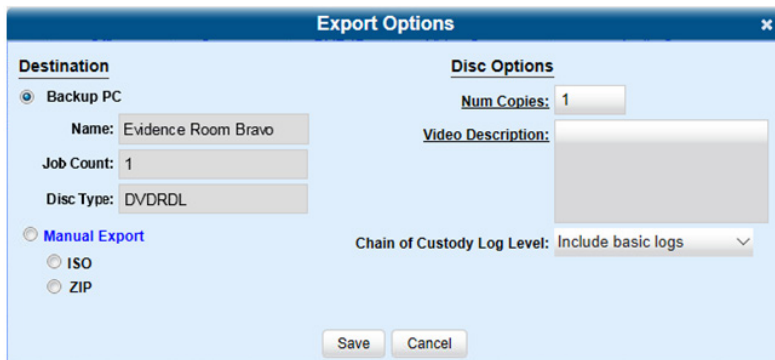 Export Options
Destination
Backup PC
Name: Evidence Room Bravo
Job Count: 1
Disc Type: DVDRDL
Manual Export
ISO
ZIP
Disc Options
Num Copies: 1
Video Description:
Chain of Custody Log Level: Include basic logs
Save Cancel